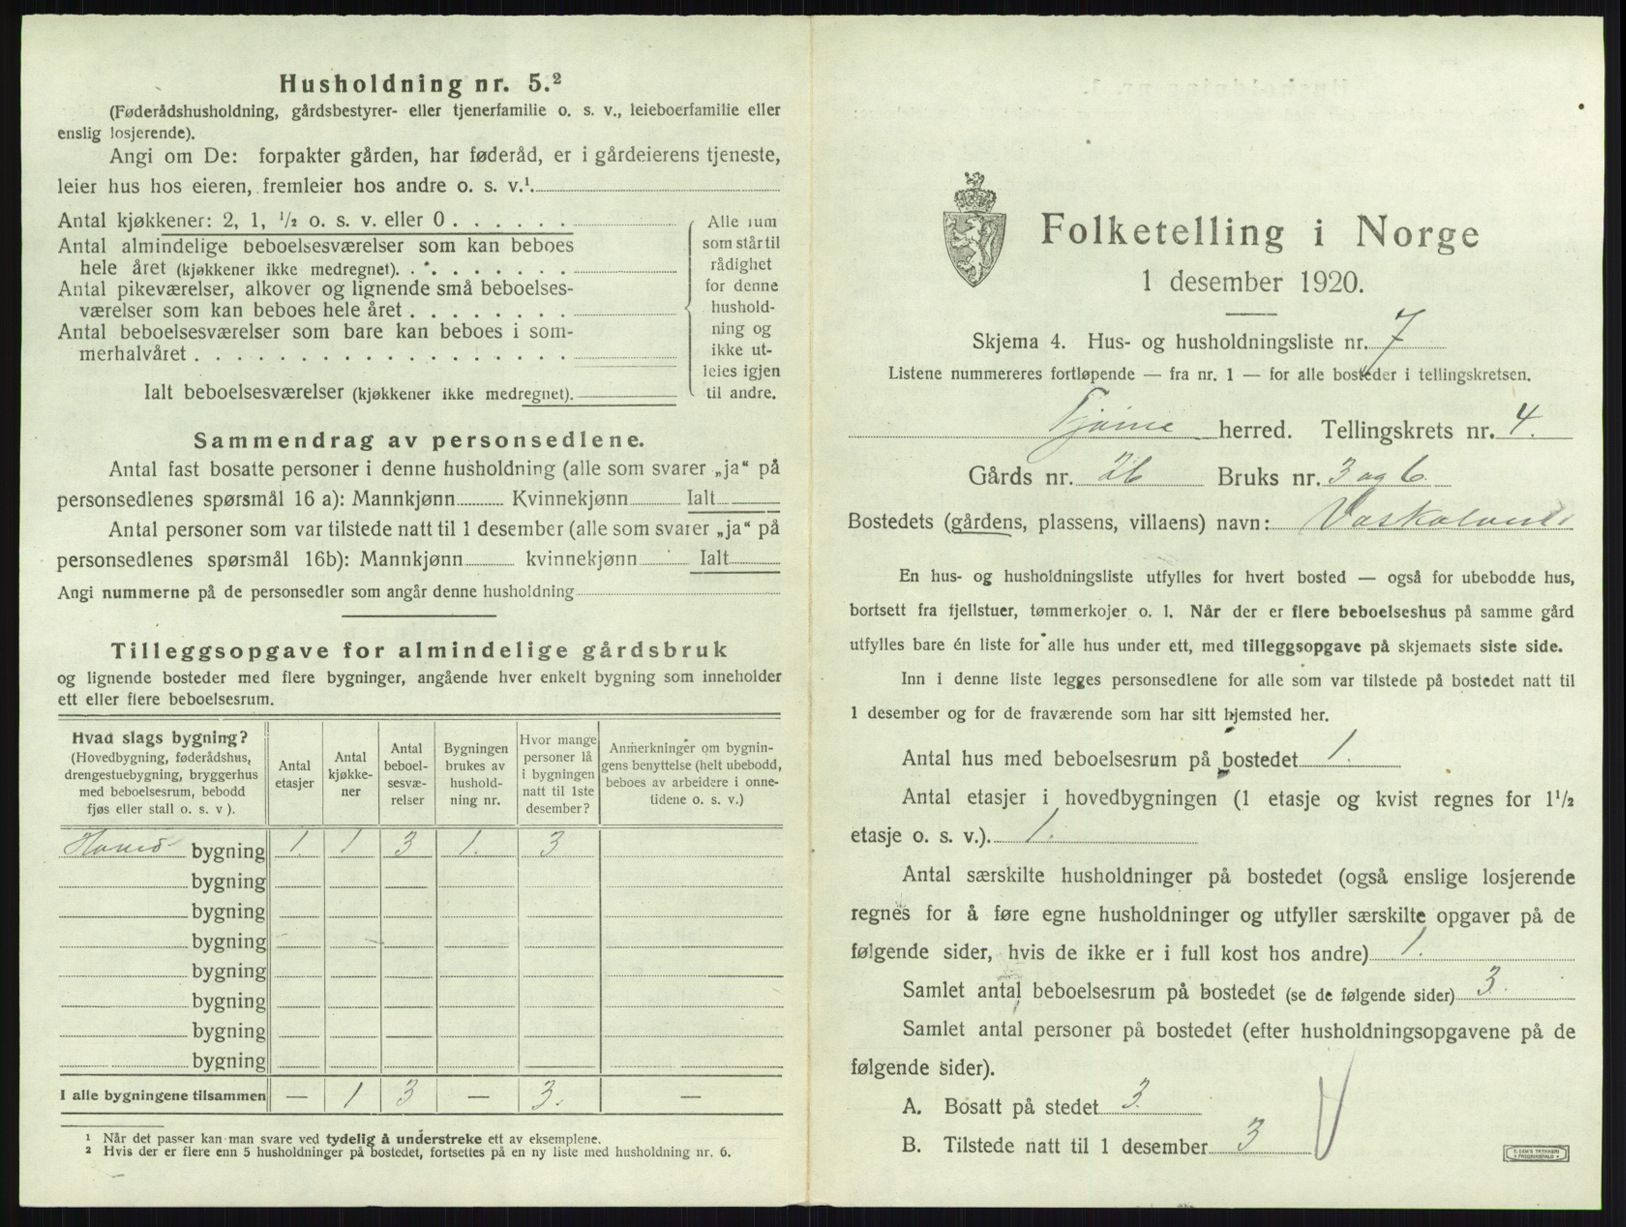 Husholdning nr. 5.²
(Føderådshusholdning, gårdsbestyrer- eller tjenerfamilie o. s. v., leieboerfamilie eller
enslig losjerende).
Angi om De: forpakter gården, har føderåd, er i gårdeierens tjeneste,
leier hus hos eieren, fremleier hos andre o. s. v.¹
Antal kjøkkener: 2, 1, ½ o. s. v. eller 0 . . . . . .
Antal almindelige beboelsesværelser som kan beboes
hele året (kjøkkener ikke medregnet). . . . . . . . .
Antal pikeværelser, alkover og lignende små beboelses-
værelser som kan beboes hele året . . . . . . . .
Antal beboelsesværelser som bare kan beboes i som-
merhalvåret . . . . . . . . . . . . . . . . . .
Ialt beboelsesværelser (kjøkkener ikke medregnet).
Alle rum
som står til
rådighet
for denne
hushold-
ning og
ikke ut-
leies igjen
til andre.
Sammendrag av personsedlene.
Antal fast bosatte personer i denne husholdning (alle som svarer „ja“ på
personsedlenes spørsmål 16 a): Mannkjønn Kvinnekjønn Ialt
Antal personer som var tilstede natt til 1 desember (alle som svarer „ja“ på
personsedlenes spørsmål 16b): Mannkjønn kvinnekjønn Ialt
Angi nummerne på de personsedler som angår denne husholdning
Tilleggsopgave for almindelige gårdsbruk
og lignende bosteder med flere bygninger, angående hver enkelt bygning som inneholder
ett eller flere beboelsesrum.
Hvad slags bygning?
(Hovedbygning, føderådshus,
drengestuebygning, bryggerhus
med beboelsesrum, bebodd
fjøs eller stall o. s. v ).
Antal
etasjer
Antal
kjøkke-
ner
Antal
beboel-
sesvæ-
relser
Bygningen
brukes av
hushold-
ning nr.
Hvor mange
personer lå
i bygningen
natt til 1ste
desember?
Anmerkninger om bygnin-
gens benyttelse (helt ubebodd,
beboes av arbeidere i onne-
tidene o. s. v.)
bygning 1. 1 3 1. 3
bygning
bygning
bygning
bygning
bygning
bygning
bygning
I alle bygningene tilsammen — 1 3 — 3. —
¹ Når det passer kan man svare ved tydelig å understreke ett av eksemplene.
² Hvis der er flere enn 5 husholdninger på bostedet, fortsettes på en ny liste med husholdning nr. 6.
Folketelling i Norge
1 desember 1920.
Skjema 4. Hus- og husholdningsliste nr. 7
Listene nummereres fortløpende — fra nr. 1 — for alle bosteder i tellingskretsen.
Tjøme herred. Tellingskrets nr. 4.
Gårds nr. 26 Bruks nr. 3 og 6.
Bostedets (gårdens, plassens, villaens) navn:
En hus- og husholdningsliste utfylles for hvert bosted — også for ubebodde hus,
bortsett fra fjellstuer, tømmerkojer o. l. Når der er flere beboelseshus på samme gård
utfylles bare én liste for alle hus under ett, med tilleggsopgave på skjemaets siste side.
Inn i denne liste legges personsedlene for alle som var tilstede på bostedet natt til
1 desember og for de fraværende som har sitt hjemsted her.
Antal hus med beboelsesrum på bostedet 1.
Antal etasjer i hovedbygningen (1 etasje og kvist regnes for 1½
etasje o. s. v.). 1.
Antal særskilte husholdninger på bostedet (også enslige losjerende
regnes for å føre egne husholdninger og utfyller særskilte opgaver på de
følgende sider, hvis de ikke er i full kost hos andre) 1.
Samlet antal beboelsesrum på bostedet (se de følgende sider) 3.
Samlet antal personer på bostedet (efter husholdningsopgavene på de
følgende sider).
A. Bosatt på stedet 3.
B. Tilstede natt til 1 desember 3